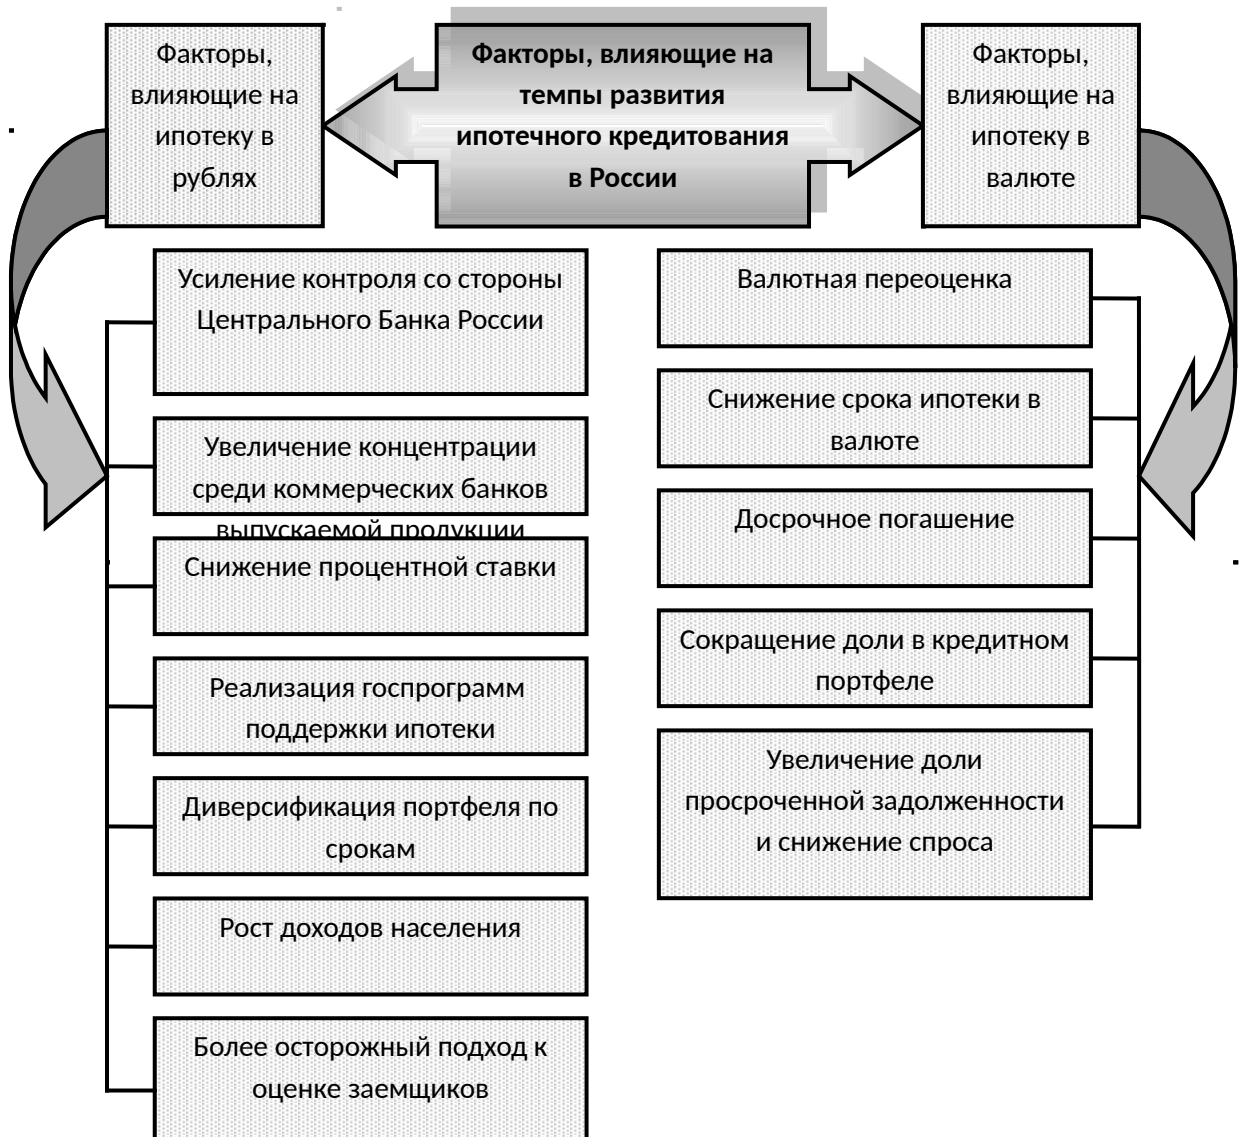 Факторы,
влияющие на
ипотеку в
рублях
Факторы, влияющие на
темпы развития
ипотечного кредитования
в России
Факторы,
влияющие на
ипотеку в
валюте
Усиление контроля со стороны
Центрального Банка России
Увеличение концентрации
среди коммерческих банков
выпускаемой продукции
Снижение процентной ставки
Реализация госпрограмм
поддержки ипотеки
Диверсификация портфеля по
срокам
Рост доходов населения
Более осторожный подход к
оценке заемщиков
Валютная переоценка
Снижение срока ипотеки в
валюте
Досрочное погашение
Сокращение доли в кредитном
портфеле
Увеличение доли
просроченной задолженности
и снижение спроса